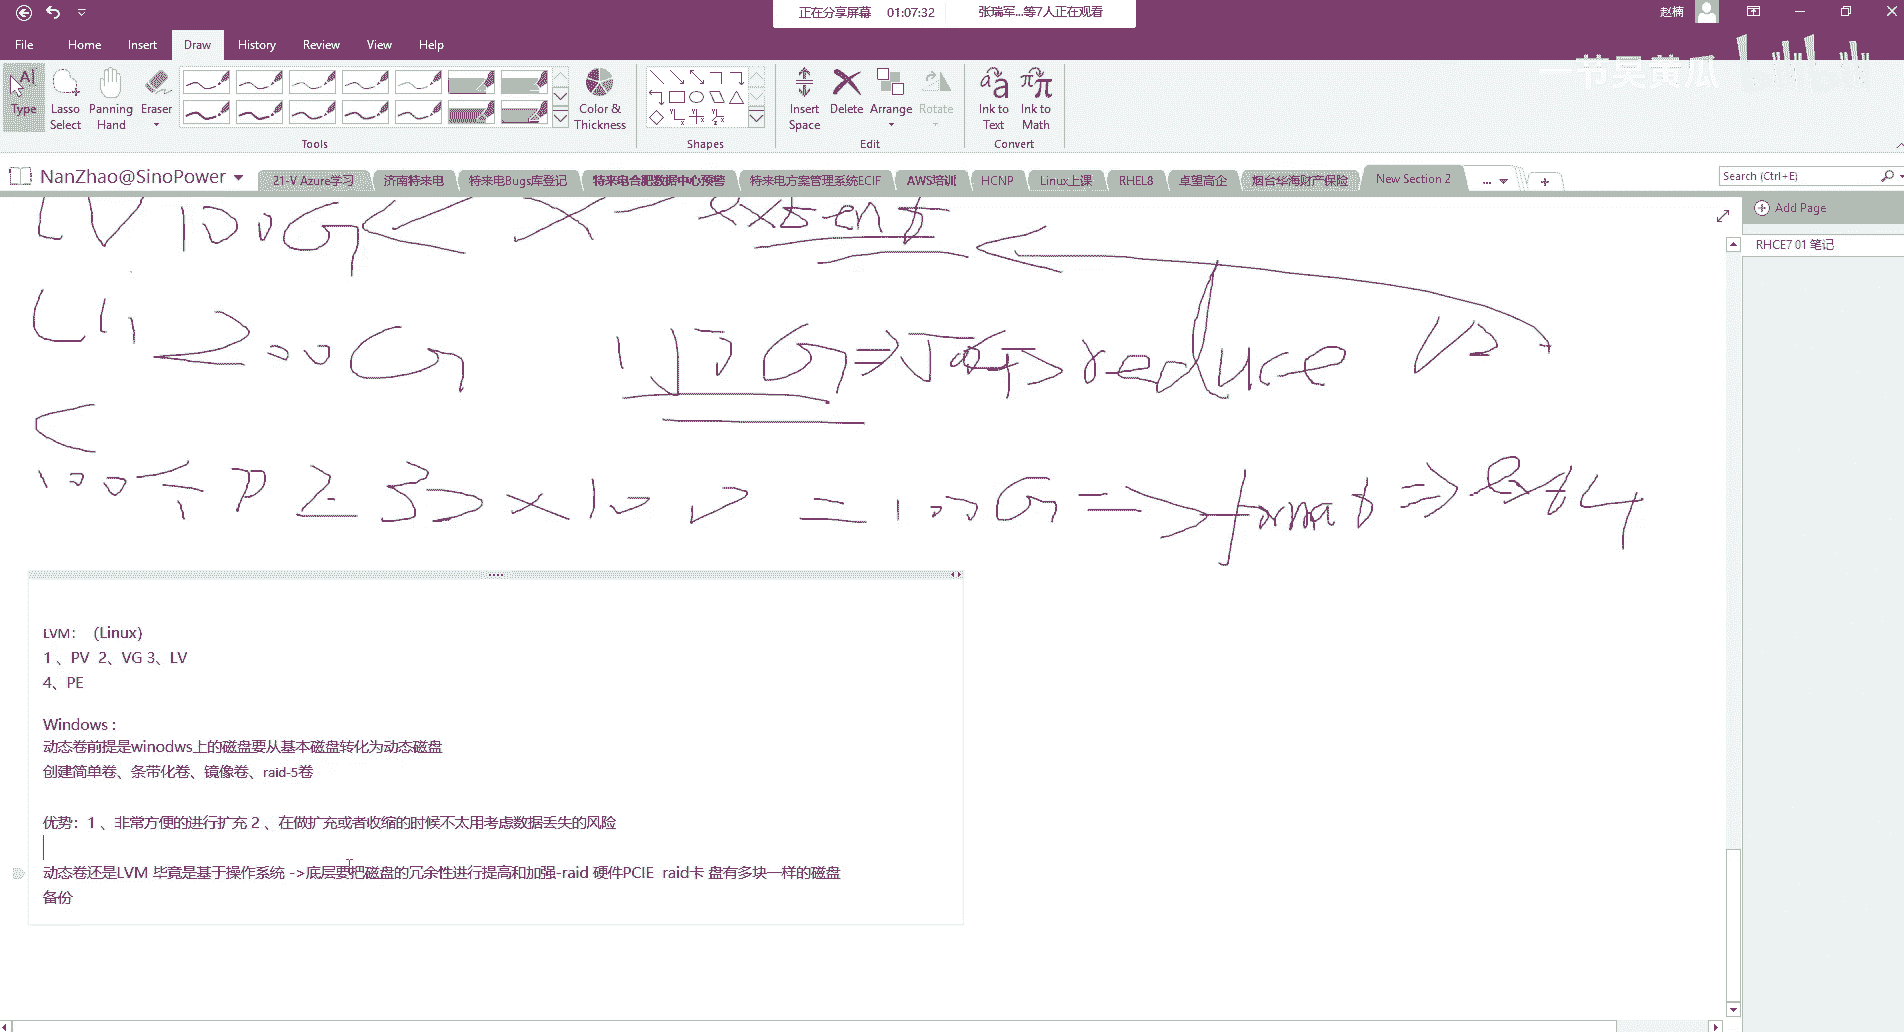 正在分享屏幕 01:07:32 张瑞军...等7人正在观看
赵楠
File Home Insert Draw History Review View Help
节吴黄瓜
Type Lasso Select Panning Hand Eraser
Color & Thickness
Insert Space Delete Arrange Rotate
Ink to Text Ink to Math
Tools Shapes Edit Convert
NanZhao@SinoPower 21-V Azure学习 济南特来电 特来电Bugs库登记 特来电合肥数据中心预警 特来电方案管理系统ECIF AWS培训 HCNP Linux上课 RHEL8 卓望高企 烟台华海财产保险 New Section 2 ... +
Search (Ctrl+E)
Add Page
RHCE7 01 笔记
LV 100G extent
200G reduce
100G => format => ext4
LVM： (Linux)
1 、PV 2、VG 3、LV
4、PE
Windows :
动态卷前提是winodws上的磁盘要从基本磁盘转化为动态磁盘
创建简单卷、条带化卷、镜像卷、raid-5卷
优势：1 、非常方便的进行扩充 2 、在做扩充或者收缩的时候不太用考虑数据丢失的风险
动态卷还是LVM 毕竟是基于操作系统 ->底层要把磁盘的冗余性进行提高和加强-raid 硬件PCIE raid卡 盘有多块一样的磁盘
备份